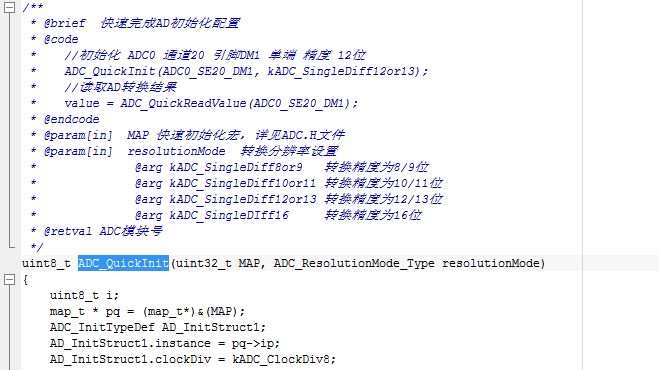 /**
 * @brief  快速完成AD初始化配置
 * @code
 *    //初始化 ADC0 通道20 引脚DM1 单端 精度 12位
 *    ADC_QuickInit(ADC0_SE20_DM1, kADC_SingleDiff12or13);
 *    //读取AD转换结果
 *    value = ADC_QuickReadValue(ADC0_SE20_DM1);
 * @endcode
 * @param[in]  MAP 快速初始化宏，详见ADC.H文件
 * @param[in]  resolutionMode  转换分辨率设置
 *              @arg kADC_SingleDiff8or9   转换精度为8/9位
 *              @arg kADC_SingleDiff10or11 转换精度为10/11位
 *              @arg kADC_SingleDiff12or13 转换精度为12/13位
 *              @arg kADC_SingleDIff16     转换精度为16位
 * @retval ADC模块号
 */
uint8_t ADC_QuickInit(uint32_t MAP, ADC_ResolutionMode_Type resolutionMode)
{
    uint8_t i;
    map_t * pq = (map_t*)&(MAP);
    ADC_InitTypeDef AD_InitStruct1;
    AD_InitStruct1.instance = pq->ip;
    AD_InitStruct1.clockDiv = kADC_ClockDiv8;